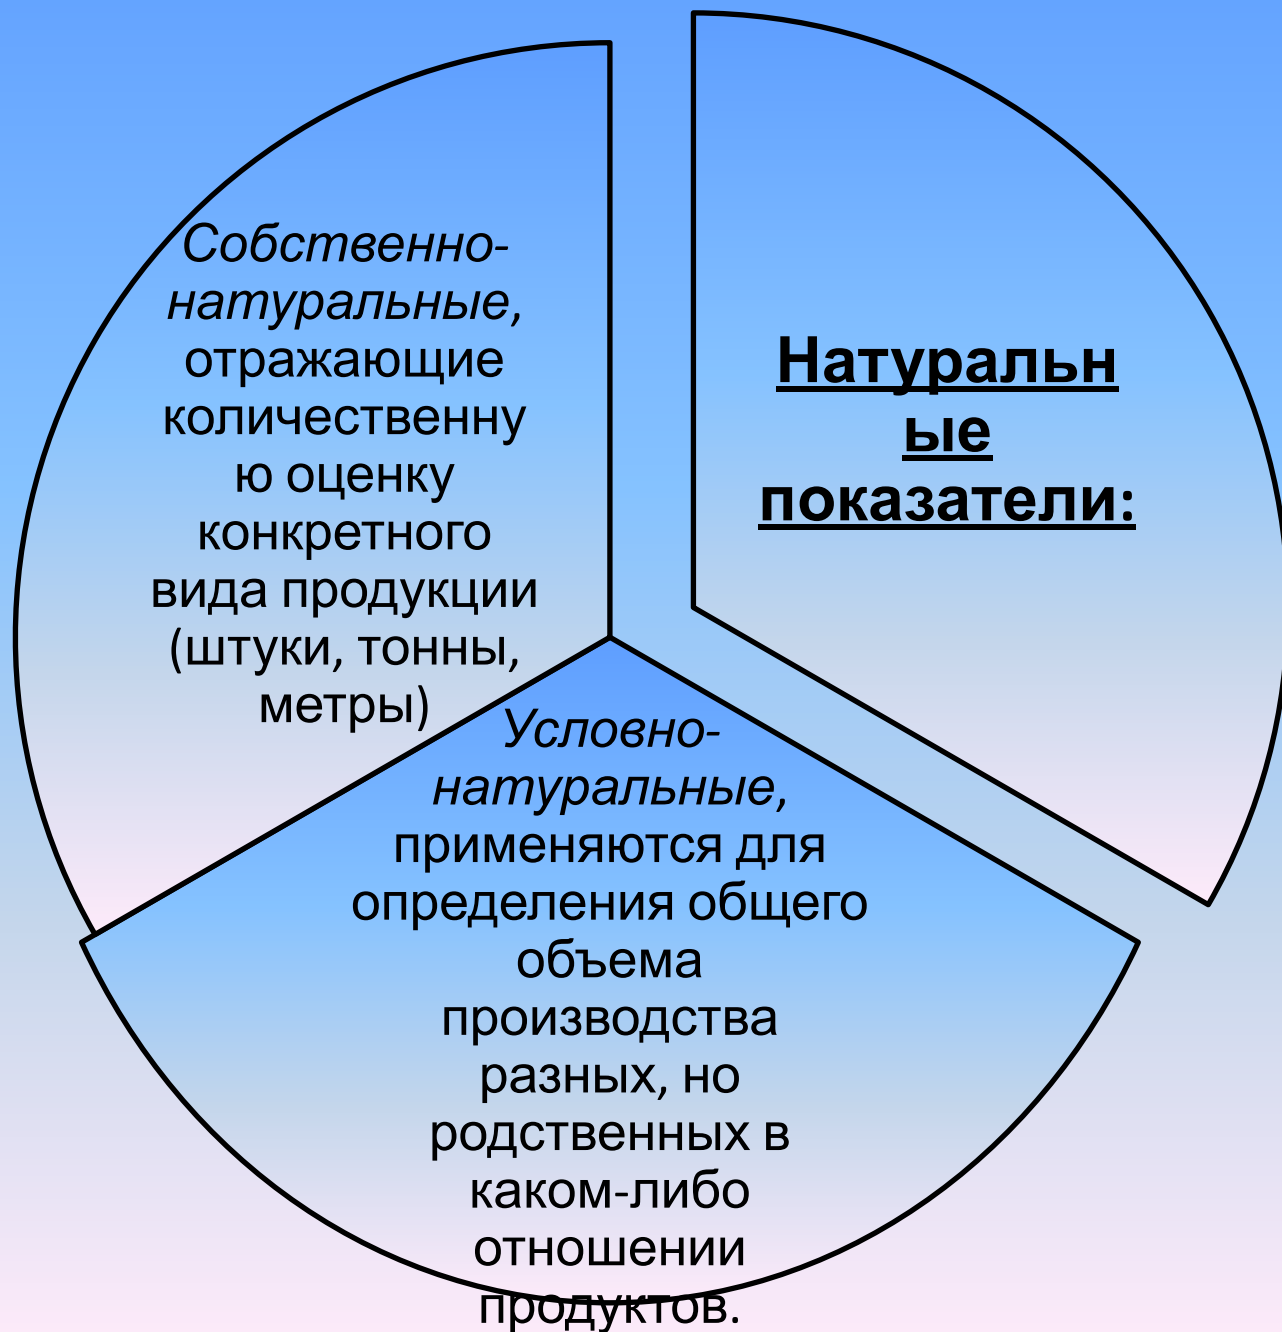 Натуральн
ые
показатели:
Собственно-
натуральные,
отражающие
количественну
ю оценку
конкретного
вида продукции
(штуки, тонны,
метры)
Условно-
натуральные,
применяются для
определения общего
объема
производства
разных, но
родственных в
каком-либо
отношении
продуктов.